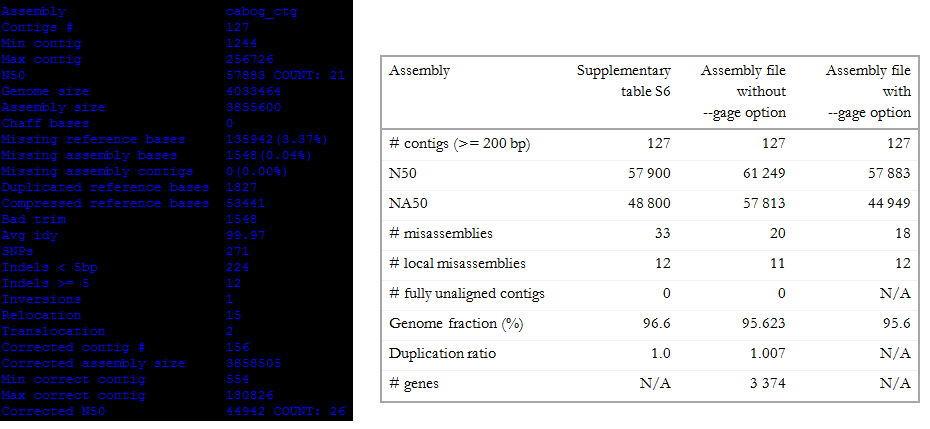 Assembly cabog_ctg
Contigs # 127
Min contig 1244
Max contig 256726
N50 57883 COUNT: 21
Genome size 4033464
Assembly size 3855600
Chaff bases 0
Missing reference bases 135942(3.37%)
Missing assembly bases 1548(0.04%)
Missing assembly contigs 0(0.00%)
Duplicated reference bases 1827
Compressed reference bases 53441
Bad trim 1548
Avg idy 99.97
SNPs 271
Indels < 5bp 224
Indels >= 5 12
Inversions 1
Relocation 15
Translocation 2
Corrected contig # 156
Corrected assembly size 3858505
Min correct contig 554
Max correct contig 180826
Corrected N50 44942 COUNT: 26
Assembly Supplementary Assembly file Assembly file
table S6 without with
--gage option --gage option
# contigs (>= 200 bp) 127 127 127
N50 57 900 61 249 57 883
NA50 48 800 57 813 44 949
# misassemblies 33 20 18
# local misassemblies 12 11 12
# fully unaligned contigs 0 0 N/A
Genome fraction (%) 96.6 95.623 95.6
Duplication ratio 1.0 1.007 N/A
# genes N/A 3 374 N/A